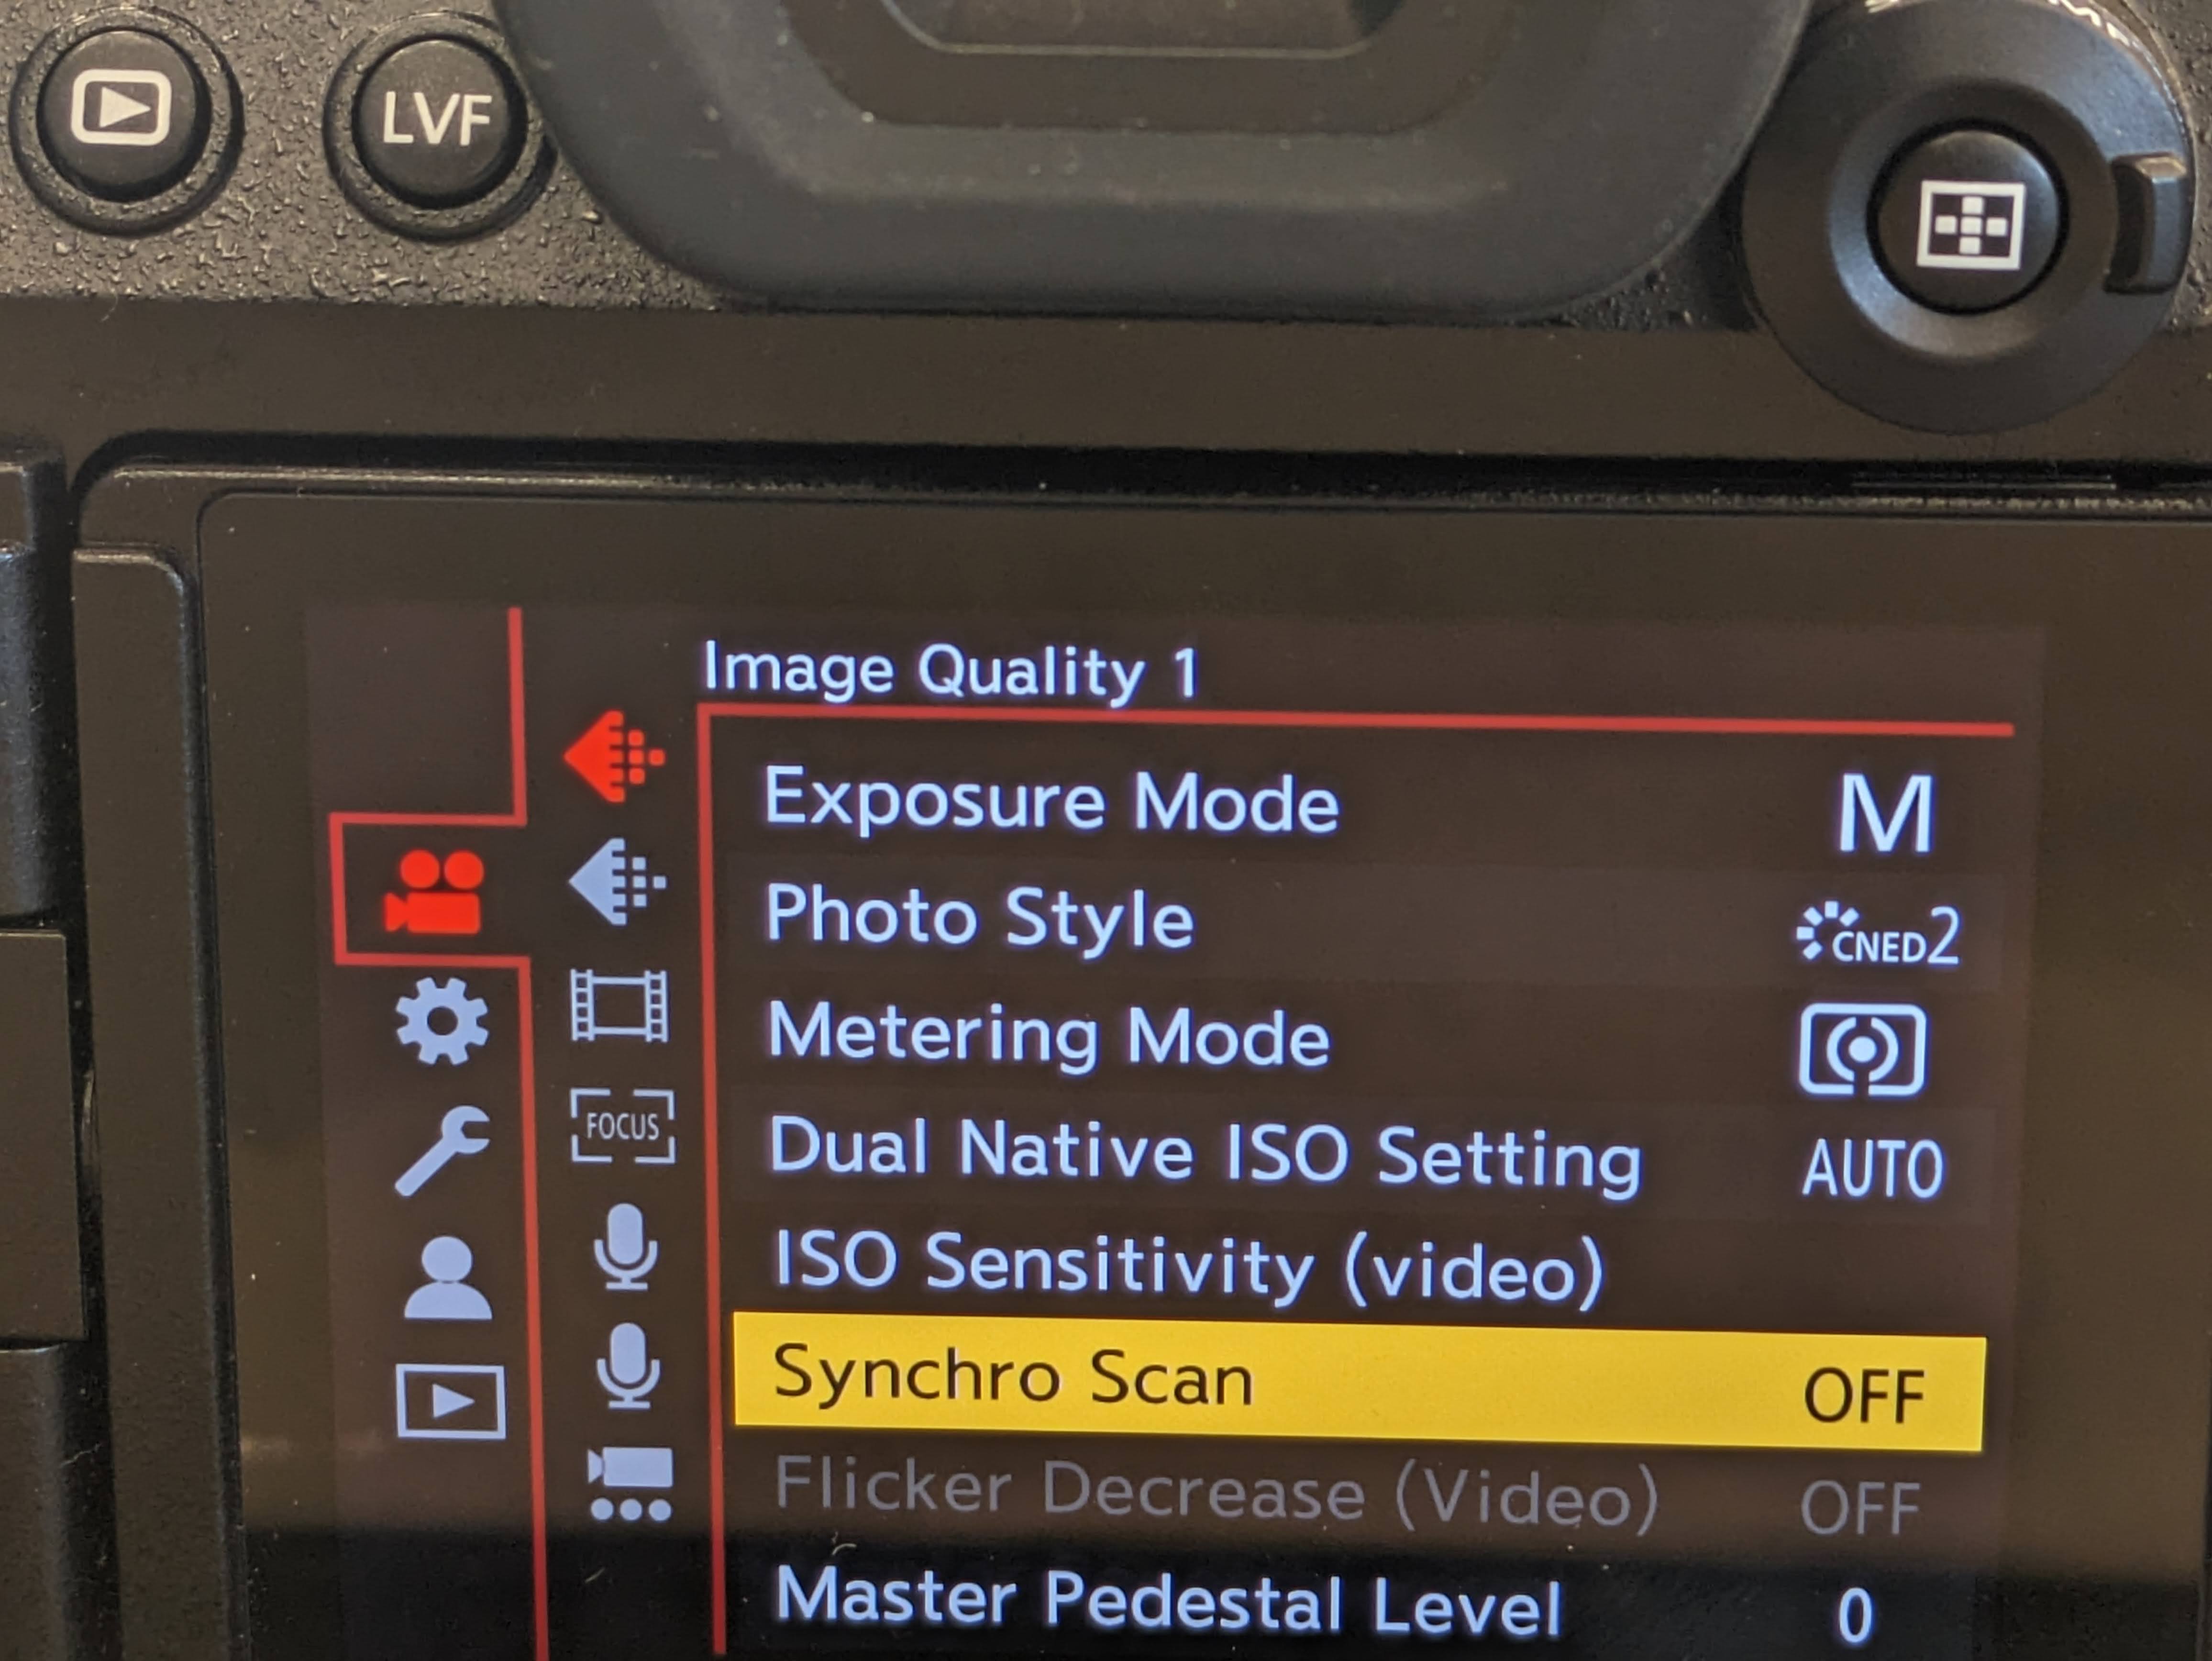 LVF
Image Quality 1
Exposure Mode M
Photo Style CNED2
Metering Mode
FOCUS
Dual Native ISO Setting AUTO
ISO Sensitivity (video)
Synchro Scan OFF
Flicker Decrease (Video) OFF
Master Pedestal Level 0